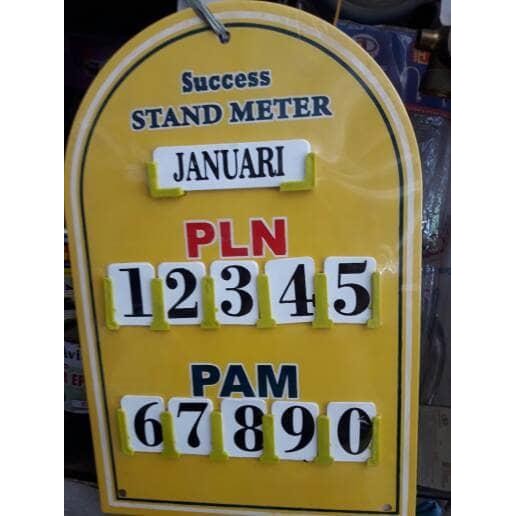 Success
STAND METER
JANUARI
PLN
12345
PAM
67890